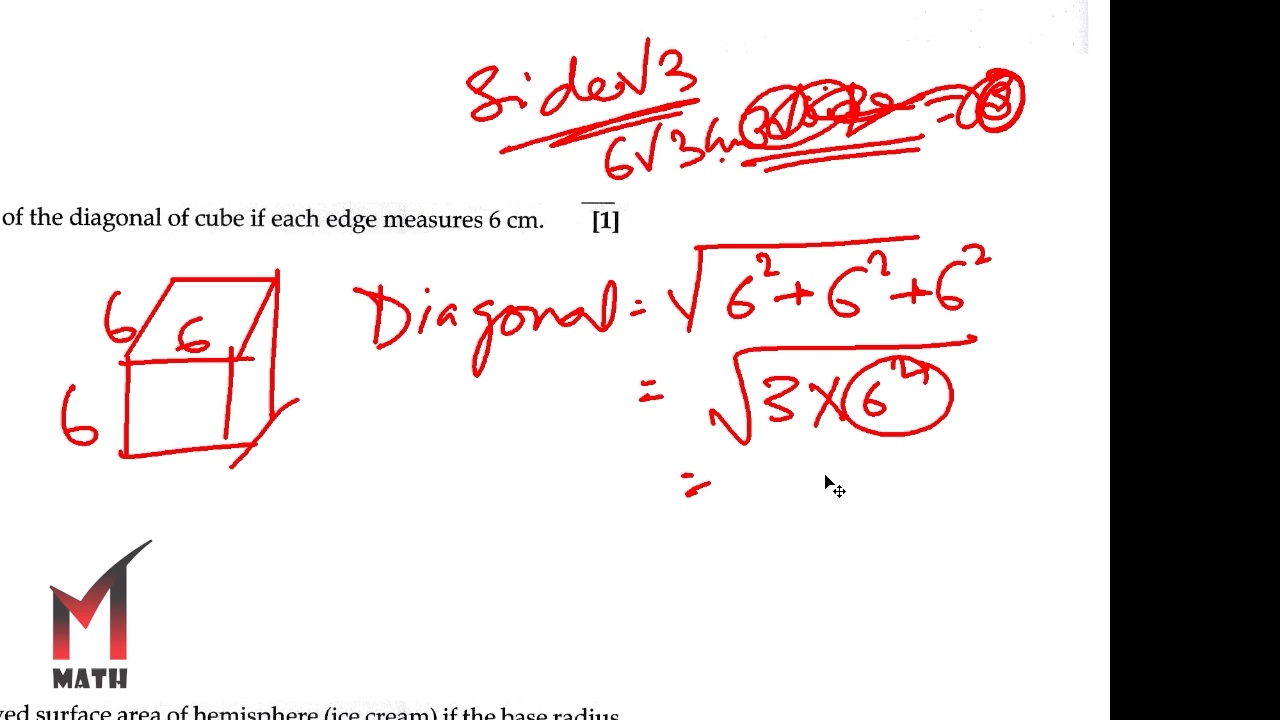 side√3
6√3 cm
of the diagonal of cube if each edge measures 6 cm. [1]
6 6 6
Diagonal = √6²+6²+6²
= √3×6²
=
MATH
ved surface area of hemisphere (ice cream) if the base radius